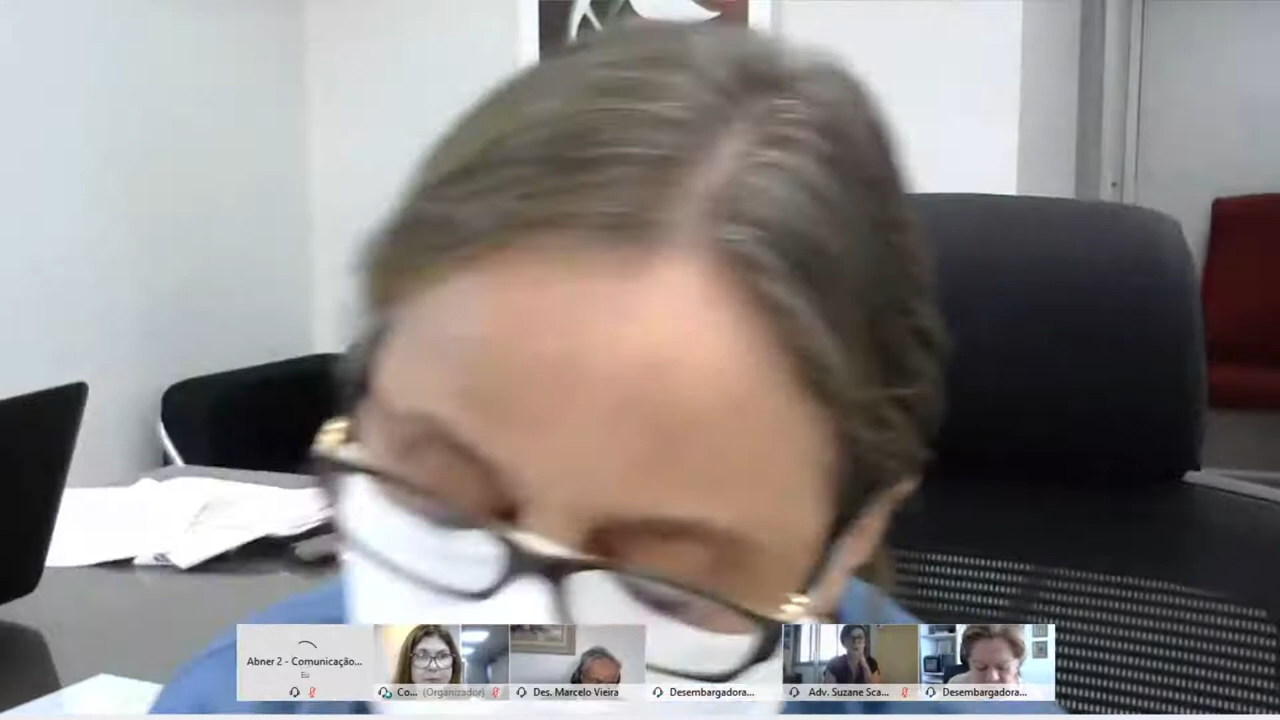 Abner 2 - Comunicação...
Eu
Co... (Organizador)
Des. Marcelo Vieira
Desembargadora...
Adv. Suzane Sca...
Desembargadora...